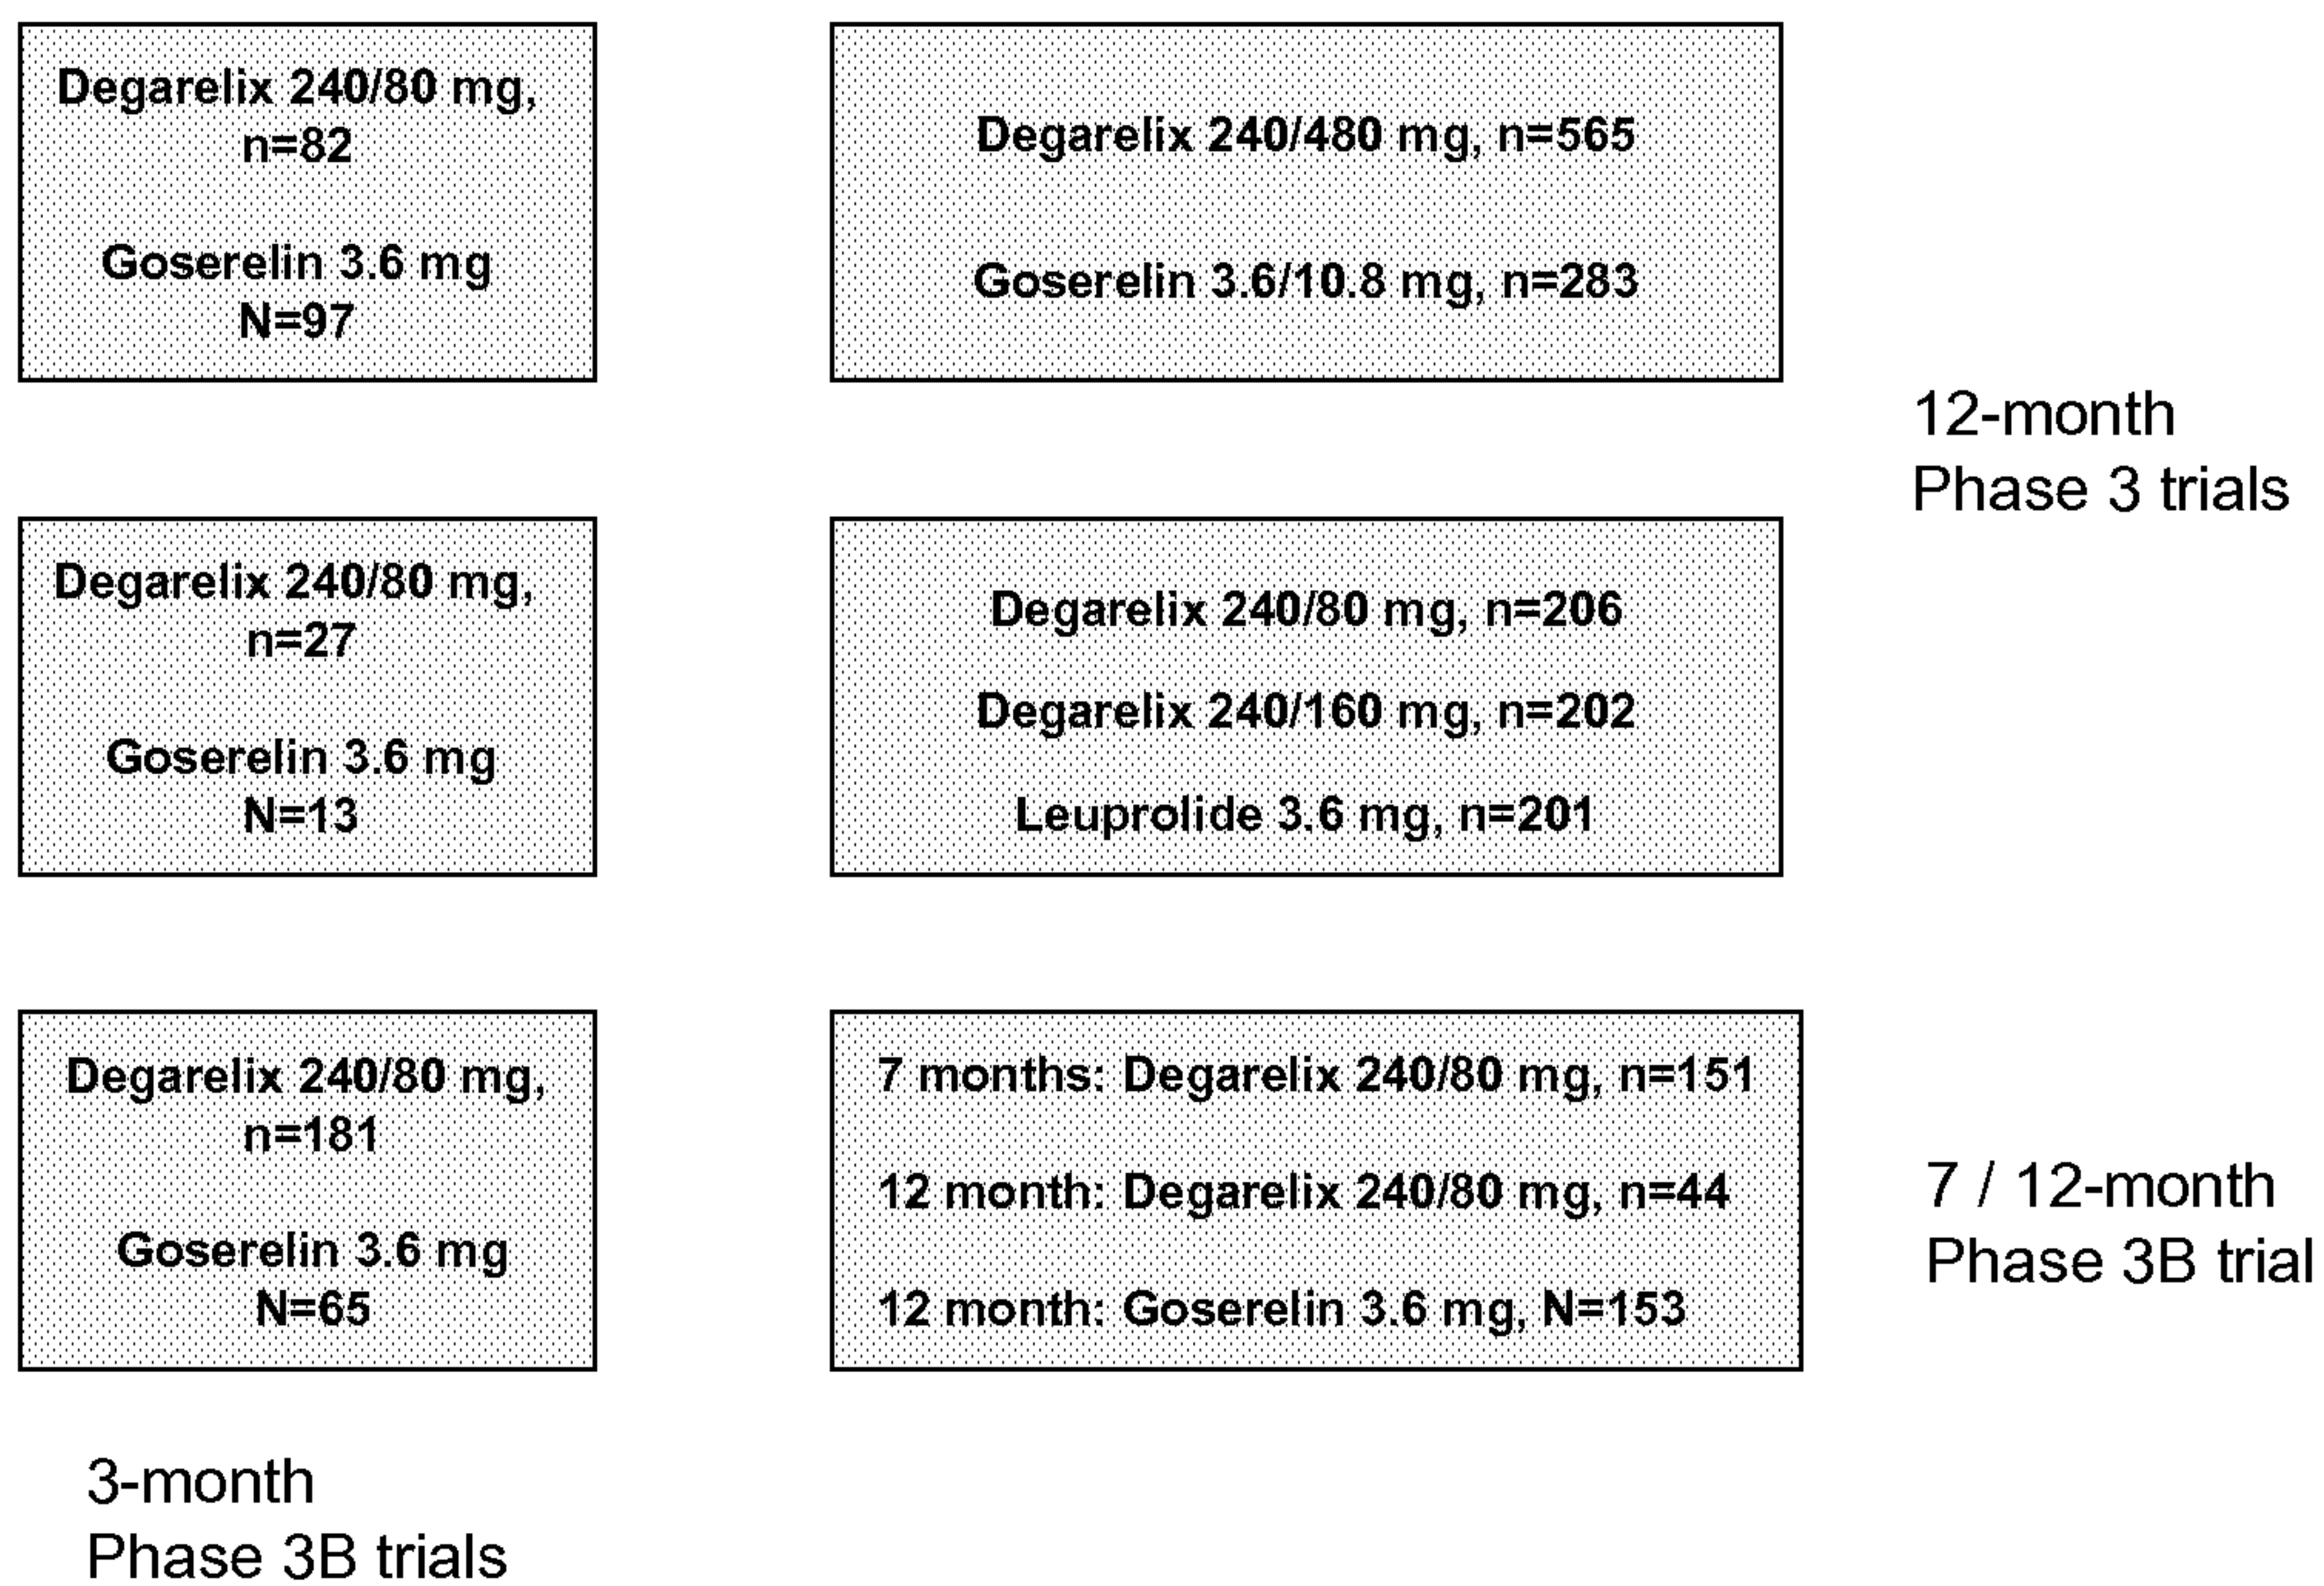 Degarelix 240/80 mg,
n=82
Goserelin 3.6 mg
N=97
Degarelix 240/480 mg, n=565
Goserelin 3.6/10.8 mg, n=283
12-month
Phase 3 trials
Degarelix 240/80 mg,
n=27
Goserelin 3.6 mg
N=13
Degarelix 240/80 mg, n=206
Degarelix 240/160 mg, n=202
Leuprolide 3.6 mg, n=201
Degarelix 240/80 mg,
n=181
Goserelin 3.6 mg
N=65
7 months: Degarelix 240/80 mg, n=151
12 month: Degarelix 240/80 mg, n=44
12 month: Goserelin 3.6 mg, N=153
7 / 12-month
Phase 3B trial
3-month
Phase 3B trials